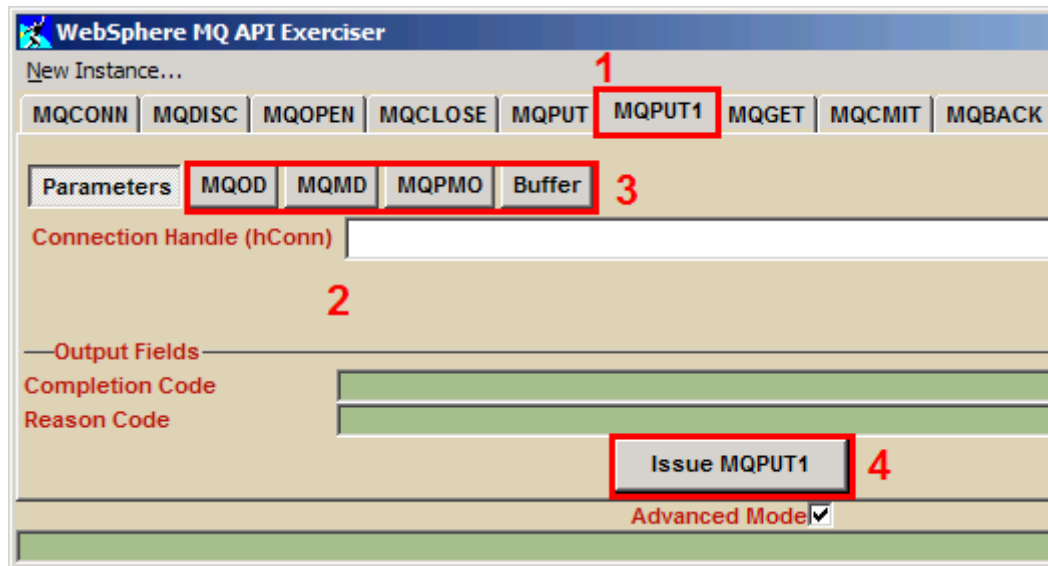 WebSphere MQ API Exerciser
New Instance...
1
MQCONN MQDISC MQOPEN MQCLOSE MQPUT MQPUT1 MQGET MQCMIT MQBACK
Parameters MQOD MQMD MQPMO Buffer 3
Connection Handle (hConn)
2
Output Fields
Completion Code
Reason Code
Issue MQPUT1 4
Advanced Mode